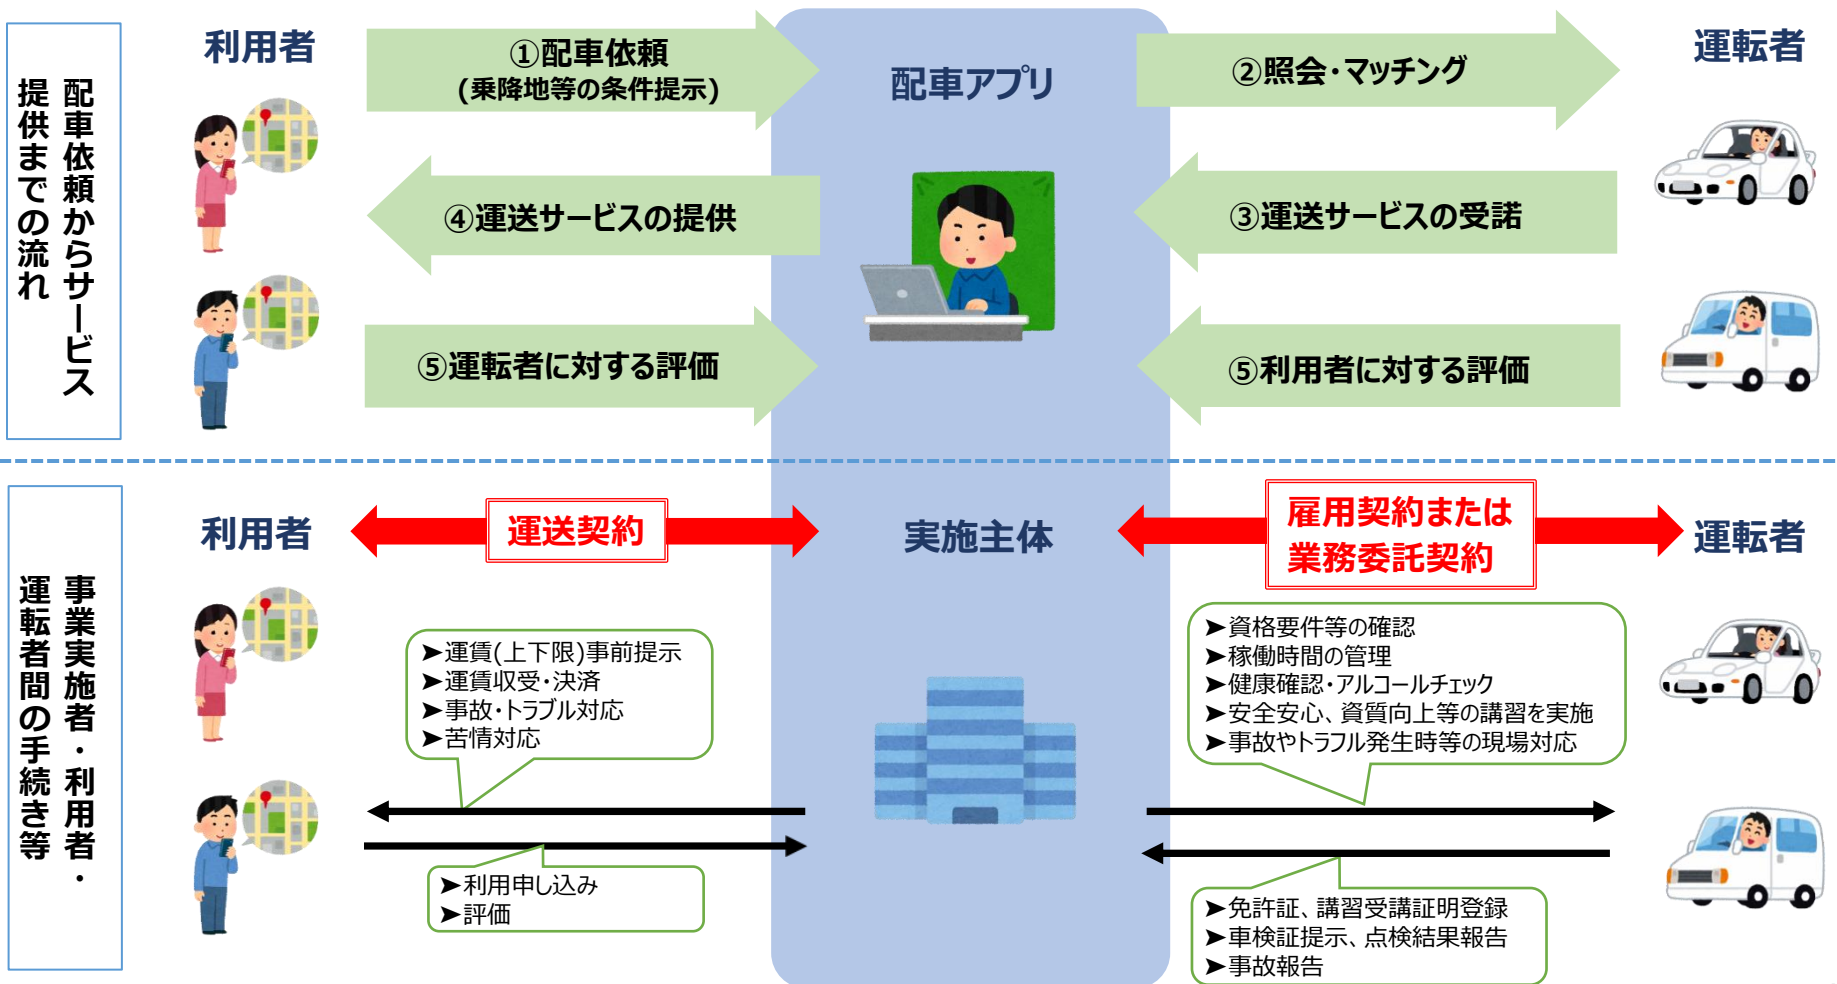 配車依頼からサービス
提供までの流れ
利用者
①配車依頼
(乗降地等の条件提示)
配車アプリ
②照会・マッチング
運転者
④運送サービスの提供
③運送サービスの受諾
⑤運転者に対する評価
⑤利用者に対する評価
事業実施者・利用者・
運転者間の手続き等
利用者
運送契約
実施主体
雇用契約または
業務委託契約
運転者
➤運賃(上下限)事前提示
➤運賃収受・決済
➤事故・トラブル対応
➤苦情対応
➤資格要件等の確認
➤稼働時間の管理
➤健康確認・アルコールチェック
➤安全安心、資質向上等の講習を実施
➤事故やトラフル発生時等の現場対応
➤利用申し込み
➤評価
➤免許証、講習受講証明登録
➤車検証提示、点検結果報告
➤事故報告